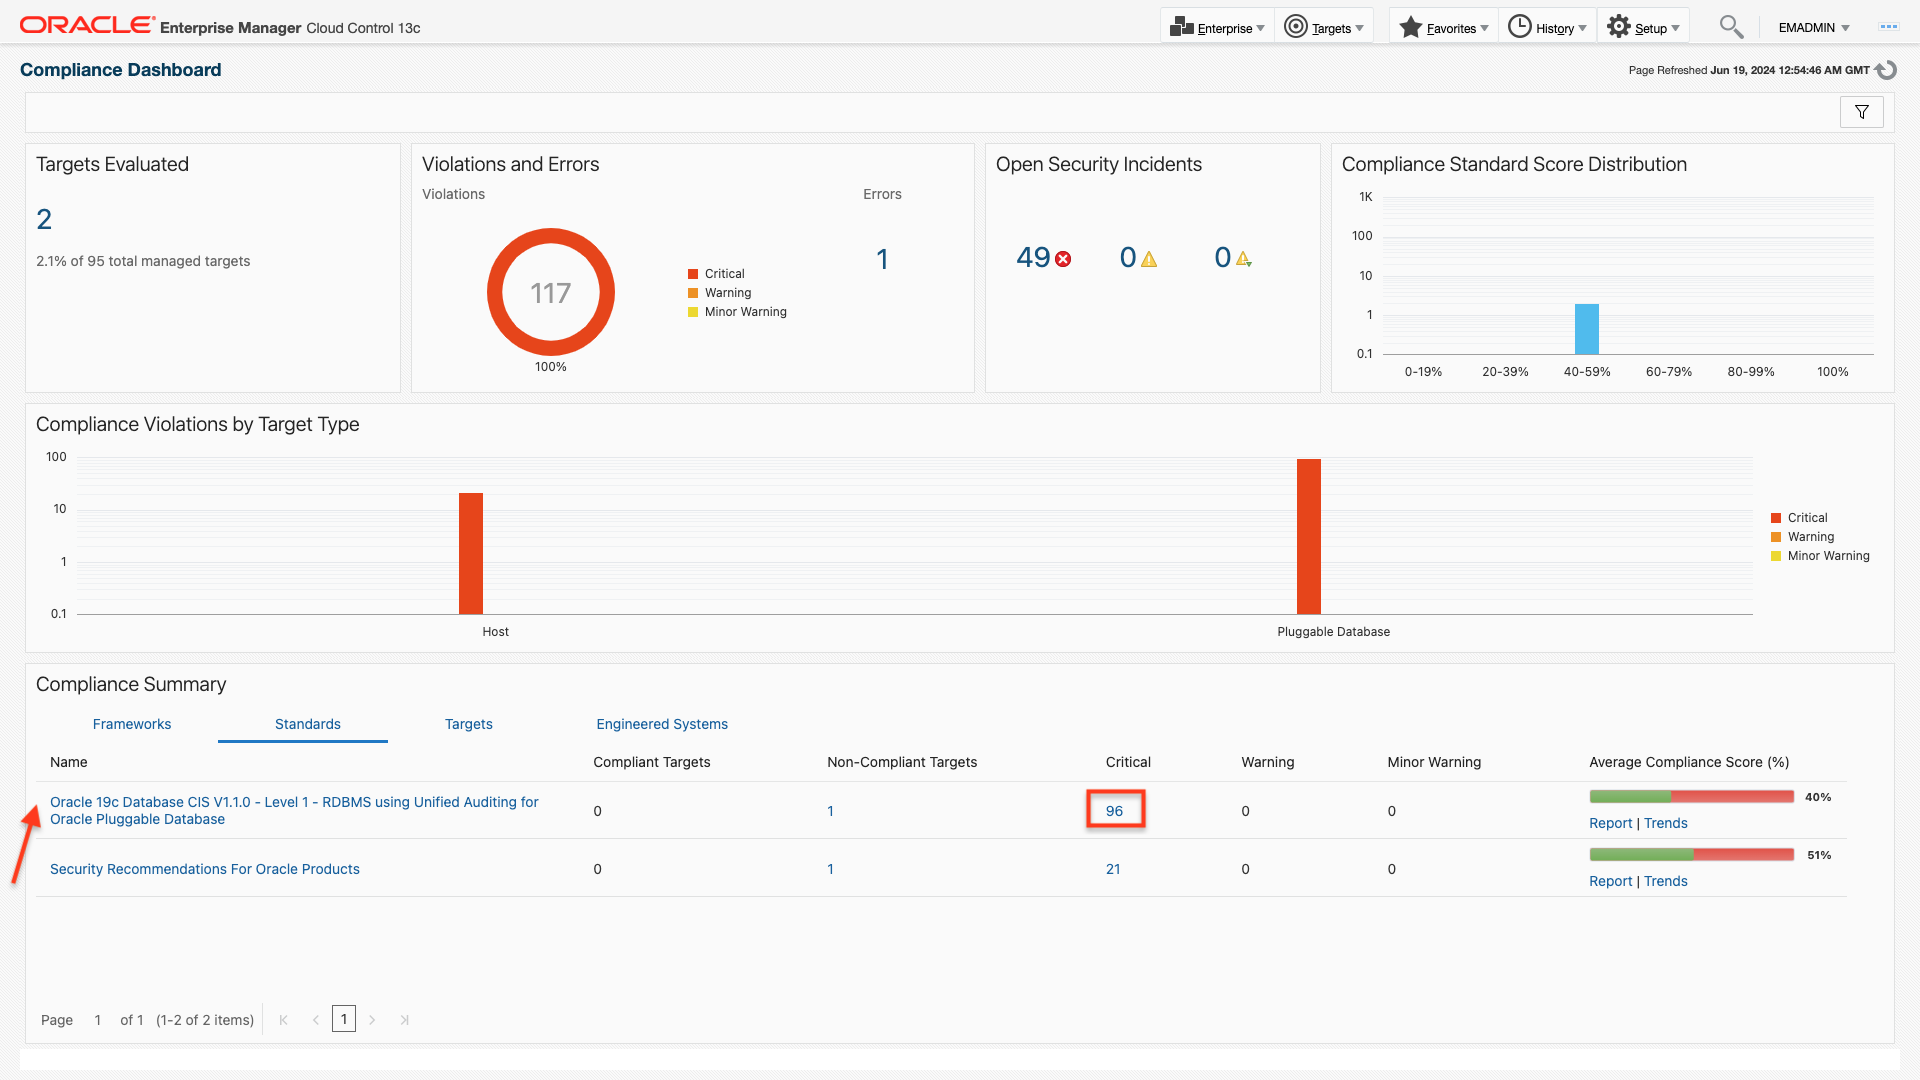 ORACLE Enterprise Manager Cloud Control 13c
Enterprise Targets Favorites History Setup EMADMIN
Compliance Dashboard
Page Refreshed Jun 19, 2024 12:54:46 AM GMT
Targets Evaluated
2
2.1% of 95 total managed targets
Violations and Errors
Violations
Errors
117
100%
Critical
Warning
Minor Warning
1
Open Security Incidents
49 0 0
Compliance Standard Score Distribution
1K
100
10
1
0.1
0-19% 20-39% 40-59% 60-79% 80-99% 100%
Compliance Violations by Target Type
100
10
1
0.1
Host Pluggable Database
Critical
Warning
Minor Warning
Compliance Summary
Frameworks Standards Targets Engineered Systems
Name Compliant Targets Non-Compliant Targets Critical Warning Minor Warning Average Compliance Score (%)
Oracle 19c Database CIS V1.1.0 - Level 1 - RDBMS using Unified Auditing for
Oracle Pluggable Database
0 1 96 0 0 40%
Report | Trends
Security Recommendations For Oracle Products 0 1 21 0 0 51%
Report | Trends
Page 1 of 1 (1-2 of 2 items) 1